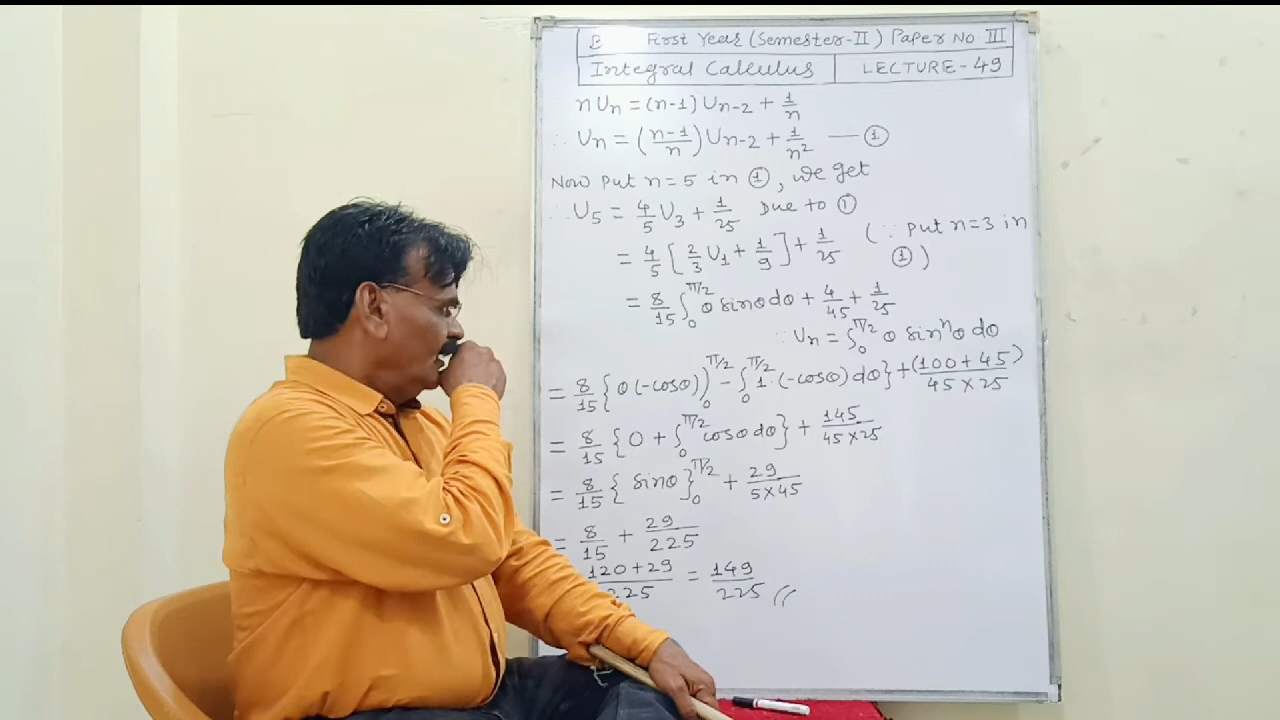 B First Year (Semester-II) Paper No III
Integral Calculus LECTURE-49
n Un = (n-1) Un-2 + 1/n
∴ Un = ((n-1)/n) Un-2 + 1/n² — ①
Now put n=5 in ①, we get
∴ U5 = 4/5 U3 + 1/25 Due to ①
= 4/5 [2/3 U1 + 1/9] + 1/25 (∵ put n=3 in ①)
= 8/15 ∫₀^π/2 θ sinθ dθ + 4/45 + 1/25
∵ Un = ∫₀^π/2 θ sinⁿθ dθ
= 8/15 {θ(-cosθ))₀^π/2 - ∫₀^π/2 1·(-cosθ) dθ} + (100+45)/(45×25)
= 8/15 {0 + ∫₀^π/2 cosθ dθ} + 145/(45×25)
= 8/15 {sinθ}₀^π/2 + 29/(5×45)
= 8/15 + 29/225
(120+29)/225 = 149/225 //